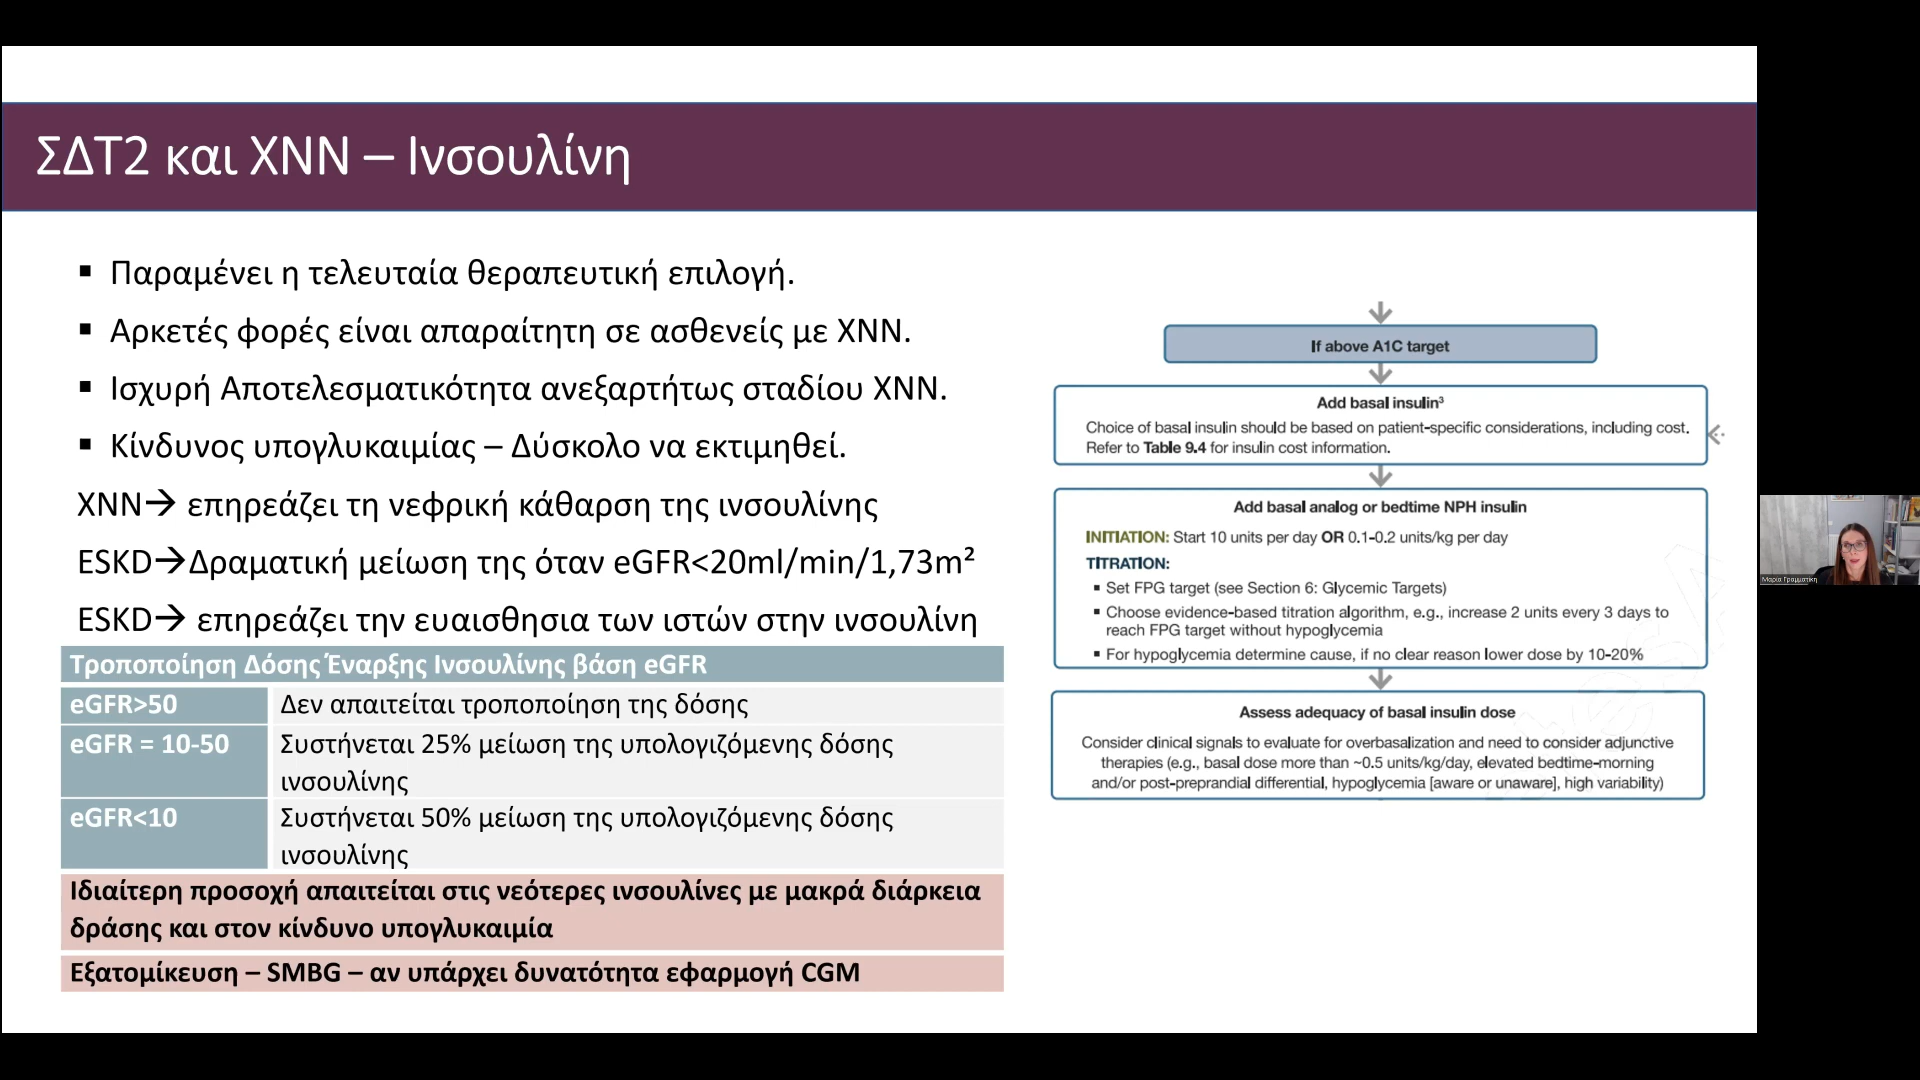 ΣΔΤ2 και ΧΝΝ – Ινσουλίνη
▪ Παραμένει η τελευταία θεραπευτική επιλογή.
▪ Αρκετές φορές είναι απαραίτητη σε ασθενείς με ΧΝΝ.
▪ Ισχυρή Αποτελεσματικότητα ανεξαρτήτως σταδίου ΧΝΝ.
▪ Κίνδυνος υπογλυκαιμίας – Δύσκολο να εκτιμηθεί.
ΧΝΝ→ επηρεάζει τη νεφρική κάθαρση της ινσουλίνης
ESKD→Δραματική μείωση της όταν eGFR<20ml/min/1,73m²
ESKD→ επηρεάζει την ευαισθησια των ιστών στην ινσουλίνη
Τροποποίηση Δόσης Έναρξης Ινσουλίνης βάση eGFR
eGFR>50 Δεν απαιτείται τροποποίηση της δόσης
eGFR = 10-50 Συστήνεται 25% μείωση της υπολογιζόμενης δόσης
ινσουλίνης
eGFR<10 Συστήνεται 50% μείωση της υπολογιζόμενης δόσης
ινσουλίνης
Ιδιαίτερη προσοχή απαιτείται στις νεότερες ινσουλίνες με μακρά διάρκεια
δράσης και στον κίνδυνο υπογλυκαιμία
Εξατομίκευση – SMBG – αν υπάρχει δυνατότητα εφαρμογή CGM
If above A1C target
Add basal insulin³
Choice of basal insulin should be based on patient-specific considerations, including cost.
Refer to Table 9.4 for insulin cost information.
Add basal analog or bedtime NPH insulin
INITIATION: Start 10 units per day OR 0.1-0.2 units/kg per day
TITRATION:
▪ Set FPG target (see Section 6: Glycemic Targets)
▪ Choose evidence-based titration algorithm, e.g., increase 2 units every 3 days to
reach FPG target without hypoglycemia
▪ For hypoglycemia determine cause, if no clear reason lower dose by 10-20%
Assess adequacy of basal insulin dose
Consider clinical signals to evaluate for overbasalization and need to consider adjunctive
therapies (e.g., basal dose more than ~0.5 units/kg/day, elevated bedtime-morning
and/or post-preprandial differential, hypoglycemia [aware or unaware], high variability)
Μαρία Γραμματίκη